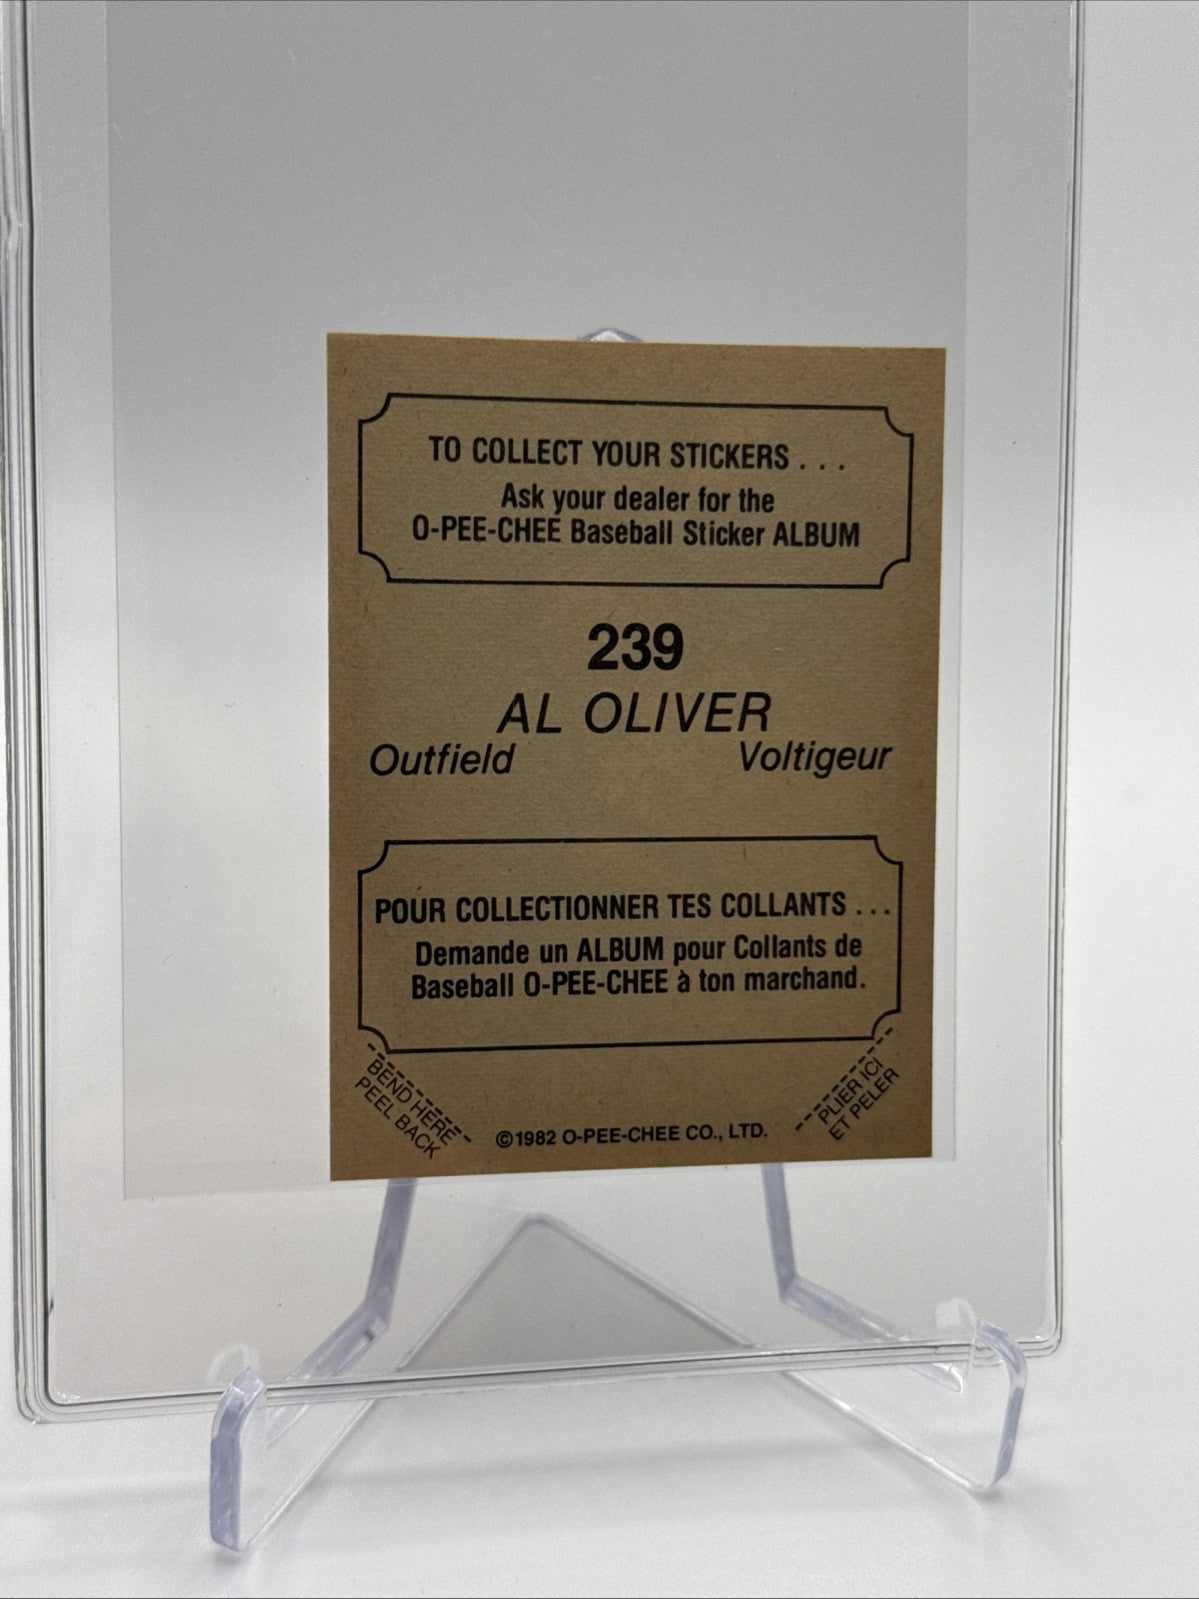 TO COLLECT YOUR STICKERS . . .
Ask your dealer for the
O-PEE-CHEE Baseball Sticker ALBUM
239
AL OLIVER
Outfield Voltigeur
POUR COLLECTIONNER TES COLLANTS . . .
Demande un ALBUM pour Collants de
Baseball O-PEE-CHEE à ton marchand.
BEND HERE
PEEL BACK
©1982 O-PEE-CHEE CO., LTD.
PLIER ICI
ET PELER